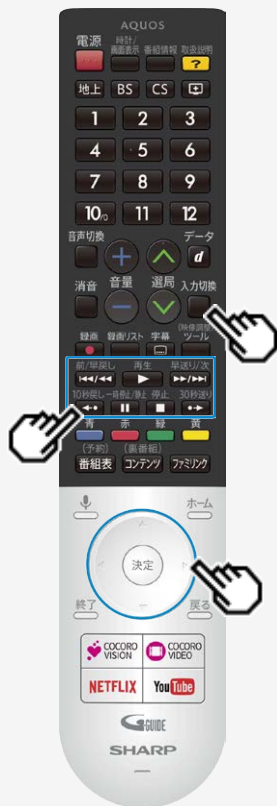 AQUOS
電源 時計/画面表示 番組情報 取扱説明
?
地上 BS CS
1 2 3
4 5 6
7 8 9
10/0 11 12
音声切換 データ
+ d
消音 音量 選局 入力切換
(映像調整)
録画 録画リスト 字幕 ツール
前/早戻し 再生 早送り/次
10秒戻し 一時停止/静止 停止 30秒送り
青 赤 緑 黄
(予約) (裏番組)
番組表 コンテンツ ファミリンク
ホーム
決定
終了 戻る
COCORO VISION COCORO VIDEO
NETFLIX YouTube
G-GUIDE
SHARP